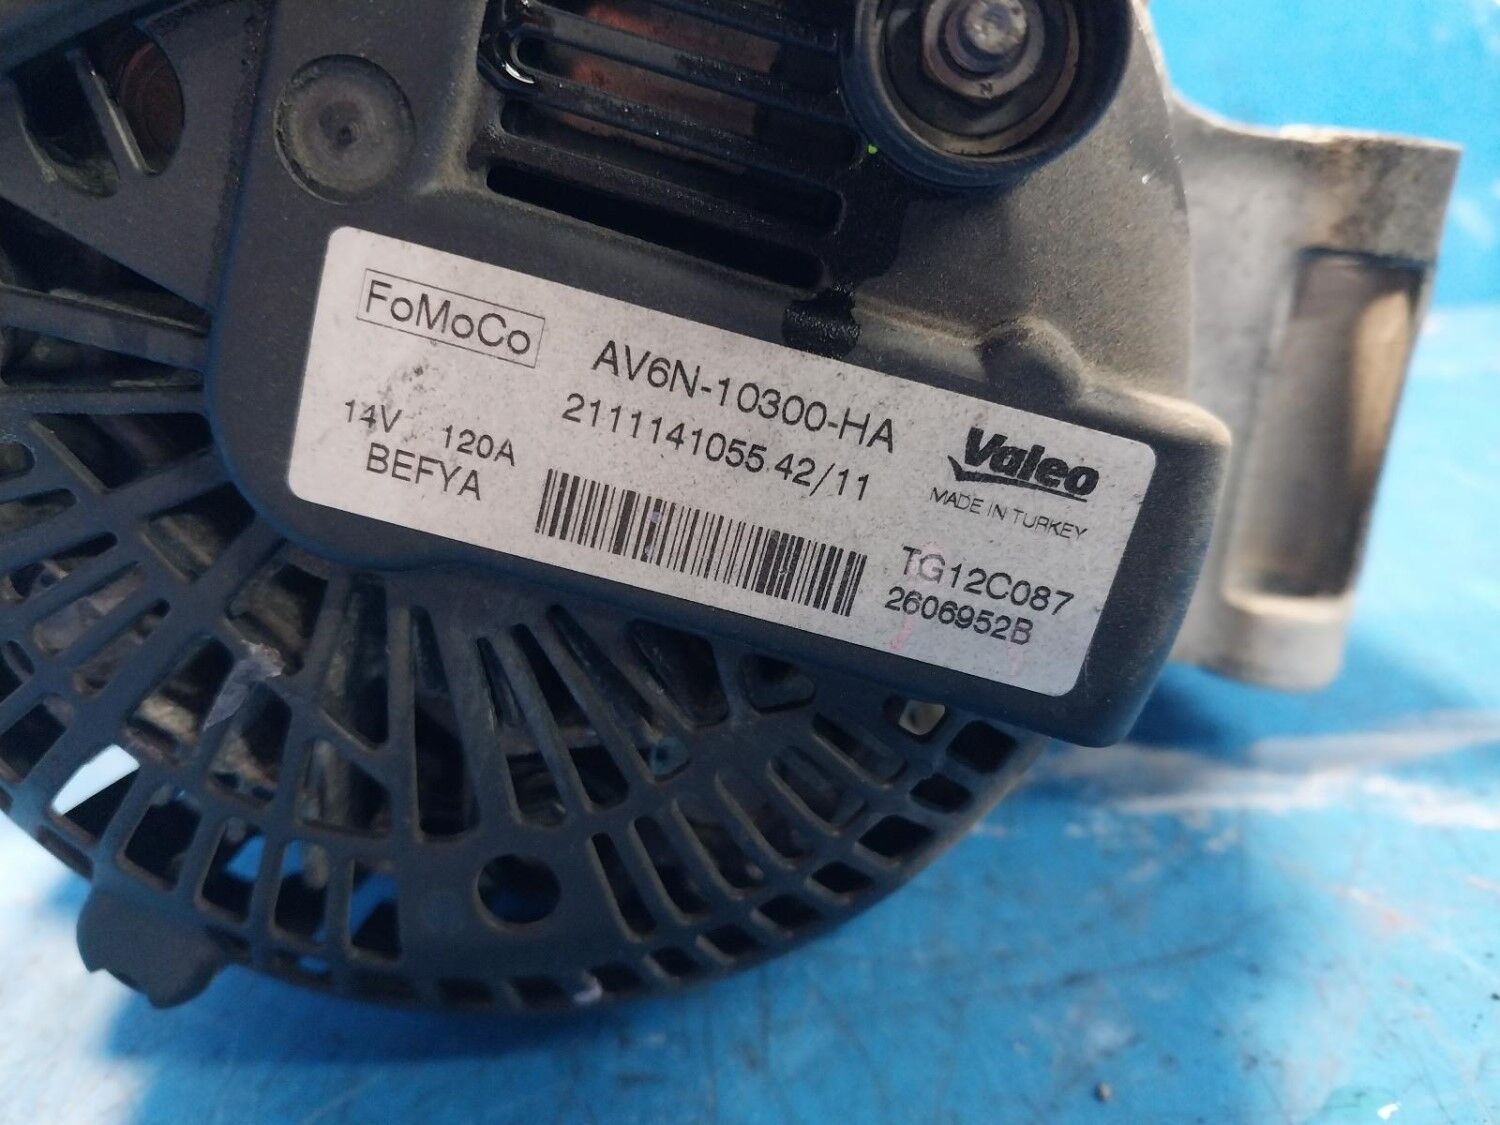 FoMoCo
AV6N-10300-HA
14V 120A
2111141055 42/11
BEFYA
Valeo
MADE IN TURKEY
TG12C087
2606952B